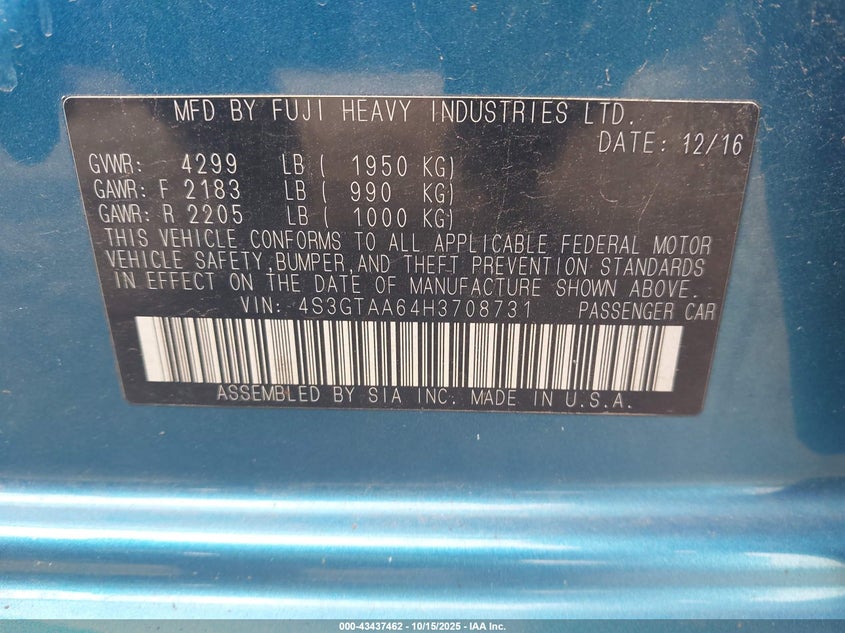 MFD BY FUJI HEAVY INDUSTRIES LTD.
DATE: 12/16
GVWR: 4299 LB ( 1950 KG)
GAWR: F 2183 LB ( 990 KG)
GAWR: R 2205 LB ( 1000 KG)
THIS VEHICLE CONFORMS TO ALL APPLICABLE FEDERAL MOTOR
VEHICLE SAFETY,BUMPER,AND THEFT PREVENTION STANDARDS
IN EFFECT ON THE DATE OF MANUFACTURE SHOWN ABOVE.
VIN: 4S3GTAA64H3708731 PASSENGER CAR
ASSEMBLED BY SIA INC. MADE IN U.S.A.
000-43437462 - 10/15/2025 - IAA Inc.